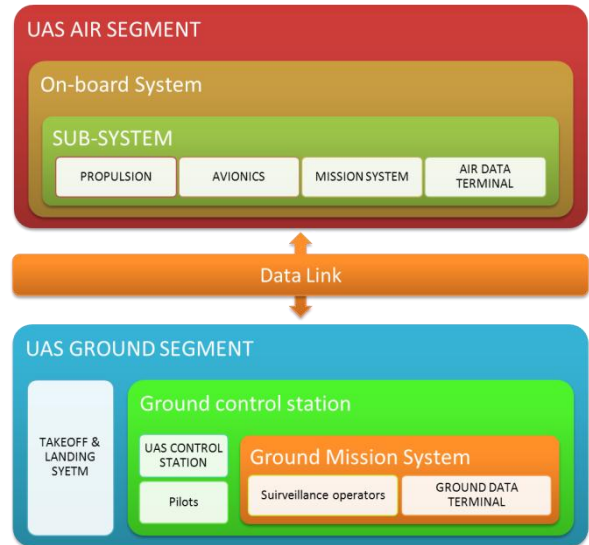 UAS AIR SEGMENT
On-board System
SUB-SYSTEM
PROPULSION
AVIONICS
MISSION SYSTEM
AIR DATA
TERMINAL
Data Link
UAS GROUND SEGMENT
TAKEOFF &
LANDING
SYETM
Ground control station
UAS CONTROL
STATION
Pilots
Ground Mission System
Suirveillance operators
GROUND DATA
TERMINAL